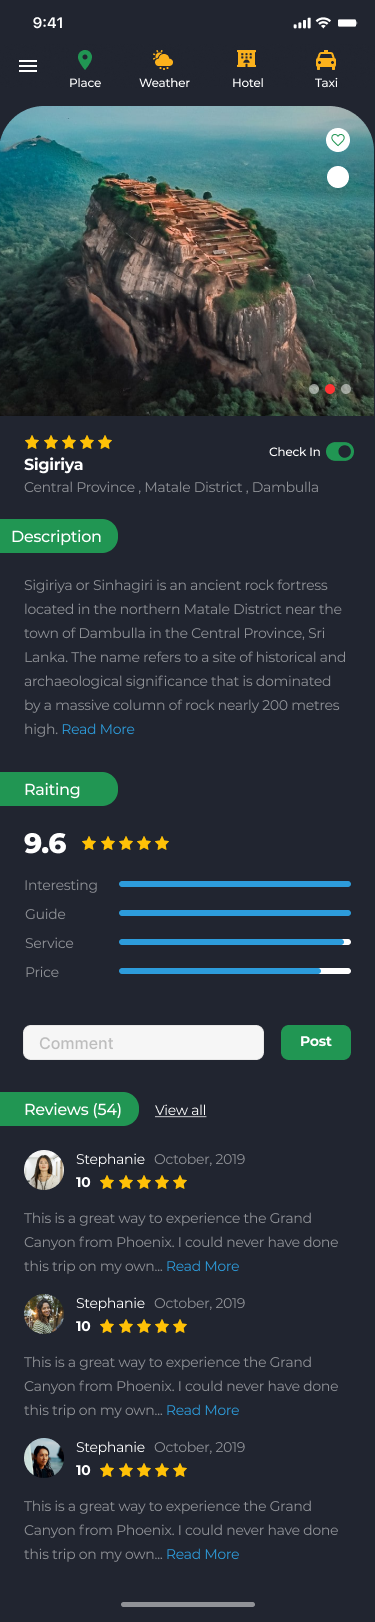 9:41
Place
Weather
Hotel
Taxi
Sigiriya
Check In
Central Province , Matale District , Dambulla
Description
Sigiriya or Sinhagiri is an ancient rock fortress
located in the northern Matale District near the
town of Dambulla in the Central Province, Sri
Lanka. The name refers to a site of historical and
archaeological significance that is dominated
by a massive column of rock nearly 200 metres
high. Read More
Raiting
9.6
Interesting
Guide
Service
Price
Comment
Post
Reviews (54)
View all
Stephanie October, 2019
10
This is a great way to experience the Grand
Canyon from Phoenix. I could never have done
this trip on my own... Read More
Stephanie October, 2019
10
This is a great way to experience the Grand
Canyon from Phoenix. I could never have done
this trip on my own... Read More
Stephanie October, 2019
10
This is a great way to experience the Grand
Canyon from Phoenix. I could never have done
this trip on my own... Read More